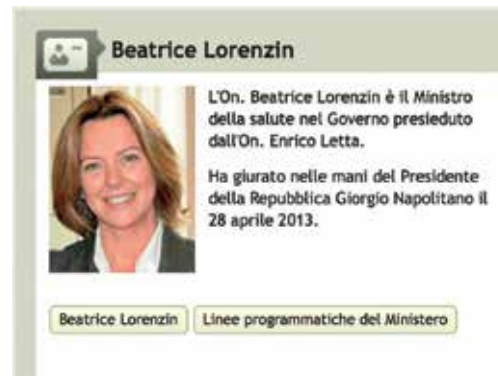 Beatrice Lorenzin
L'On. Beatrice Lorenzin è il Ministro
della salute nel Governo presieduto
dall'On. Enrico Letta.
Ha giurato nelle mani del Presidente
della Repubblica Giorgio Napolitano il
28 aprile 2013.
Beatrice Lorenzin
Linee programmatiche del Ministero